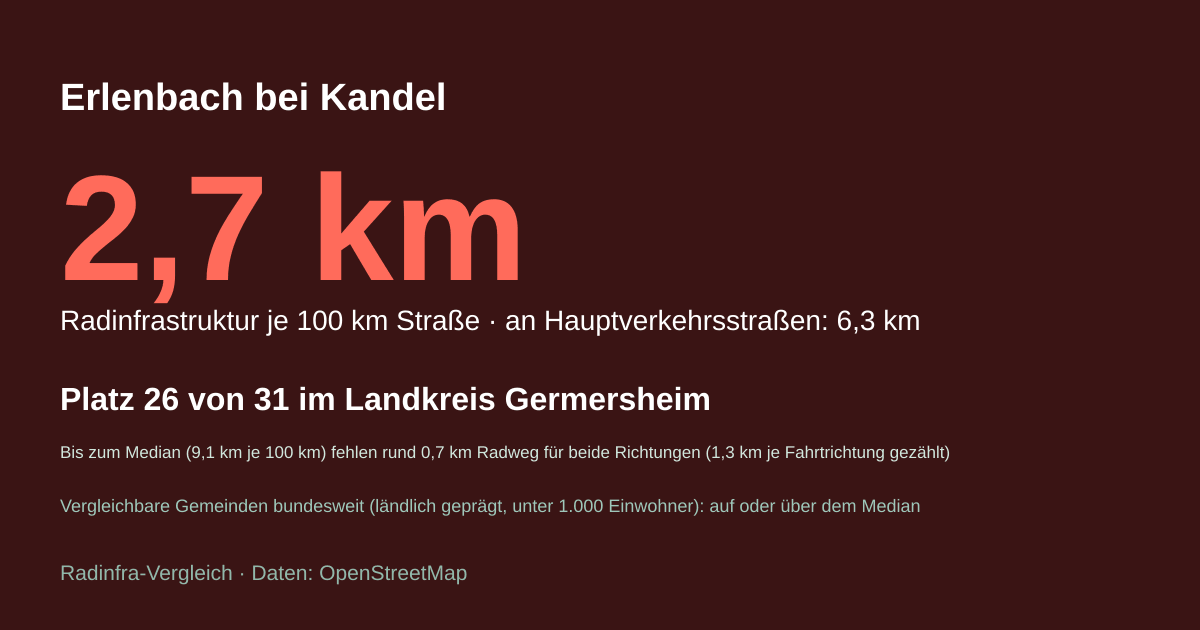 Erlenbach bei Kandel
2,7 km
Radinfrastruktur je 100 km Straße · an Hauptverkehrsstraßen: 6,3 km
Platz 26 von 31 im Landkreis Germersheim
Bis zum Median (9,1 km je 100 km) fehlen rund 0,7 km Radweg für beide Richtungen (1,3 km je Fahrtrichtung gezählt)
Vergleichbare Gemeinden bundesweit (ländlich geprägt, unter 1.000 Einwohner): auf oder über dem Median
Radinfra-Vergleich · Daten: OpenStreetMap